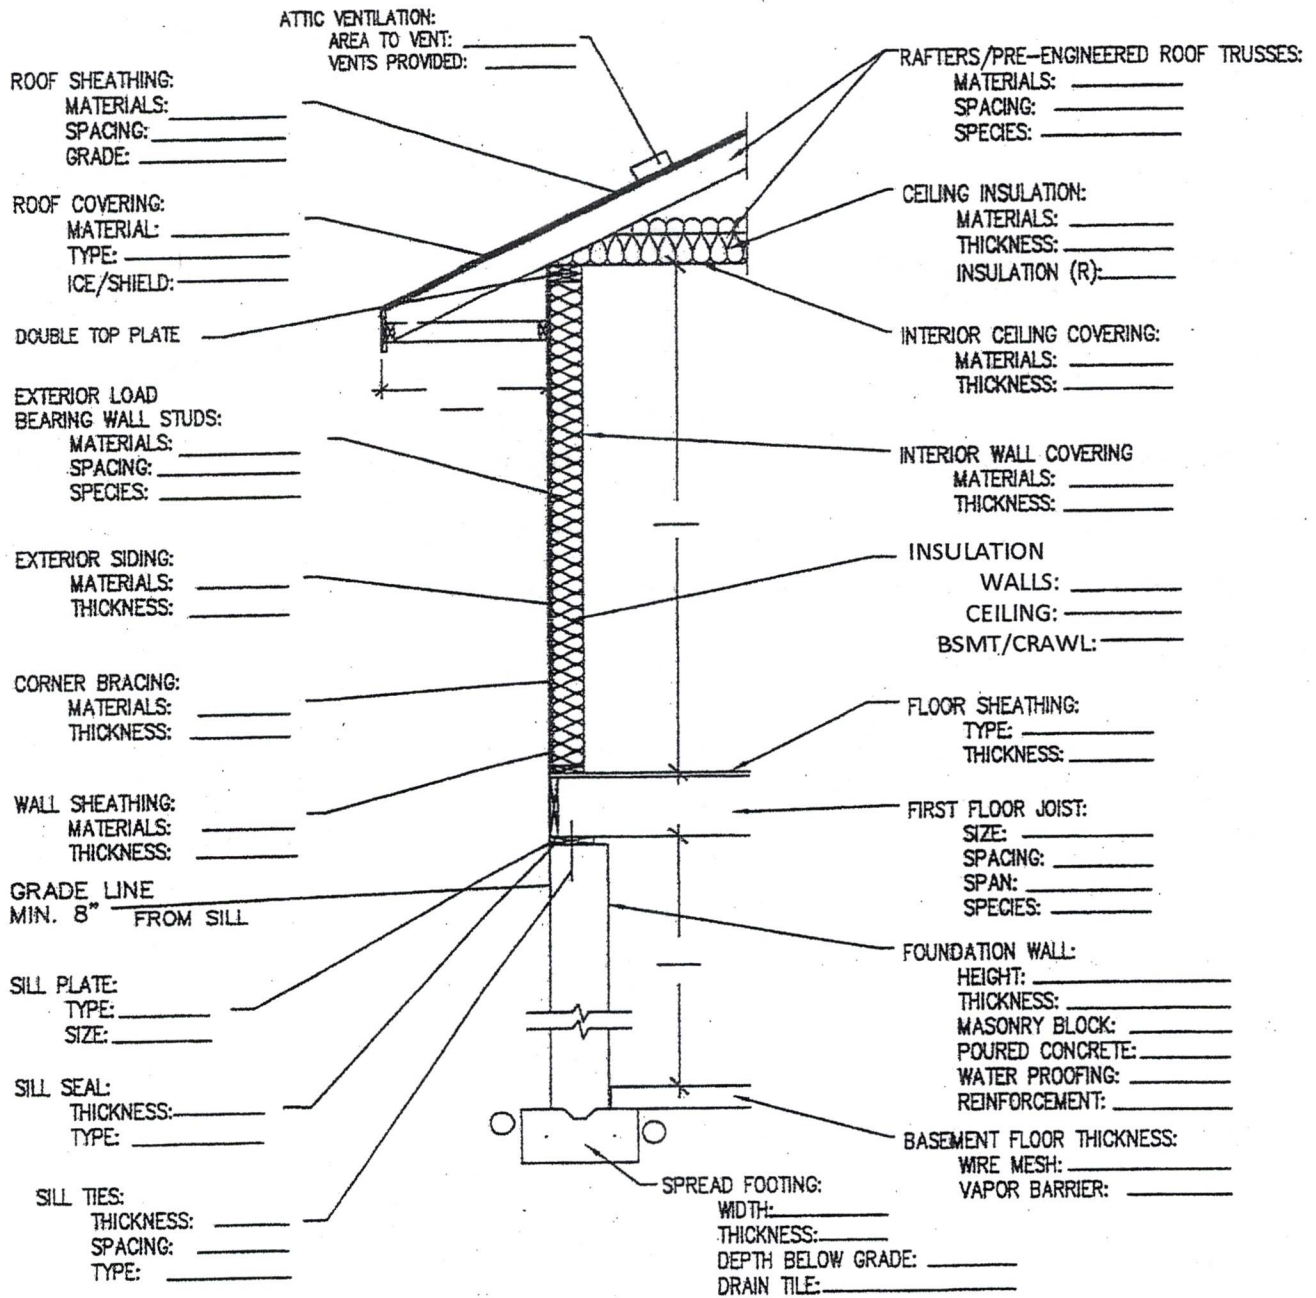 ATTIC VENTILATION:
AREA TO VENT:
VENTS PROVIDED:
ROOF SHEATHING:
MATERIALS:
SPACING:
GRADE:
ROOF COVERING:
MATERIAL:
TYPE:
ICE/SHIELD:
DOUBLE TOP PLATE
EXTERIOR LOAD
BEARING WALL STUDS:
MATERIALS:
SPACING:
SPECIES:
EXTERIOR SIDING:
MATERIALS:
THICKNESS:
CORNER BRACING:
MATERIALS:
THICKNESS:
WALL SHEATHING:
MATERIALS:
THICKNESS:
GRADE LINE
MIN. 8" FROM SILL
SILL PLATE:
TYPE:
SIZE:
SILL SEAL:
THICKNESS:
TYPE:
SILL TIES:
THICKNESS:
SPACING:
TYPE:
RAFTERS/PRE-ENGINEERED ROOF TRUSSES:
MATERIALS:
SPACING:
SPECIES:
CEILING INSULATION:
MATERIALS:
THICKNESS:
INSULATION (R):
INTERIOR CEILING COVERING:
MATERIALS:
THICKNESS:
INTERIOR WALL COVERING
MATERIALS:
THICKNESS:
INSULATION
WALLS:
CEILING:
BSMT/CRAWL:
FLOOR SHEATHING:
TYPE:
THICKNESS:
FIRST FLOOR JOIST:
SIZE:
SPACING:
SPAN:
SPECIES:
FOUNDATION WALL:
HEIGHT:
THICKNESS:
MASONRY BLOCK:
POURED CONCRETE:
WATER PROOFING:
REINFORCEMENT:
BASEMENT FLOOR THICKNESS:
WIRE MESH:
VAPOR BARRIER:
SPREAD FOOTING:
WIDTH:
THICKNESS:
DEPTH BELOW GRADE:
DRAIN TILE: